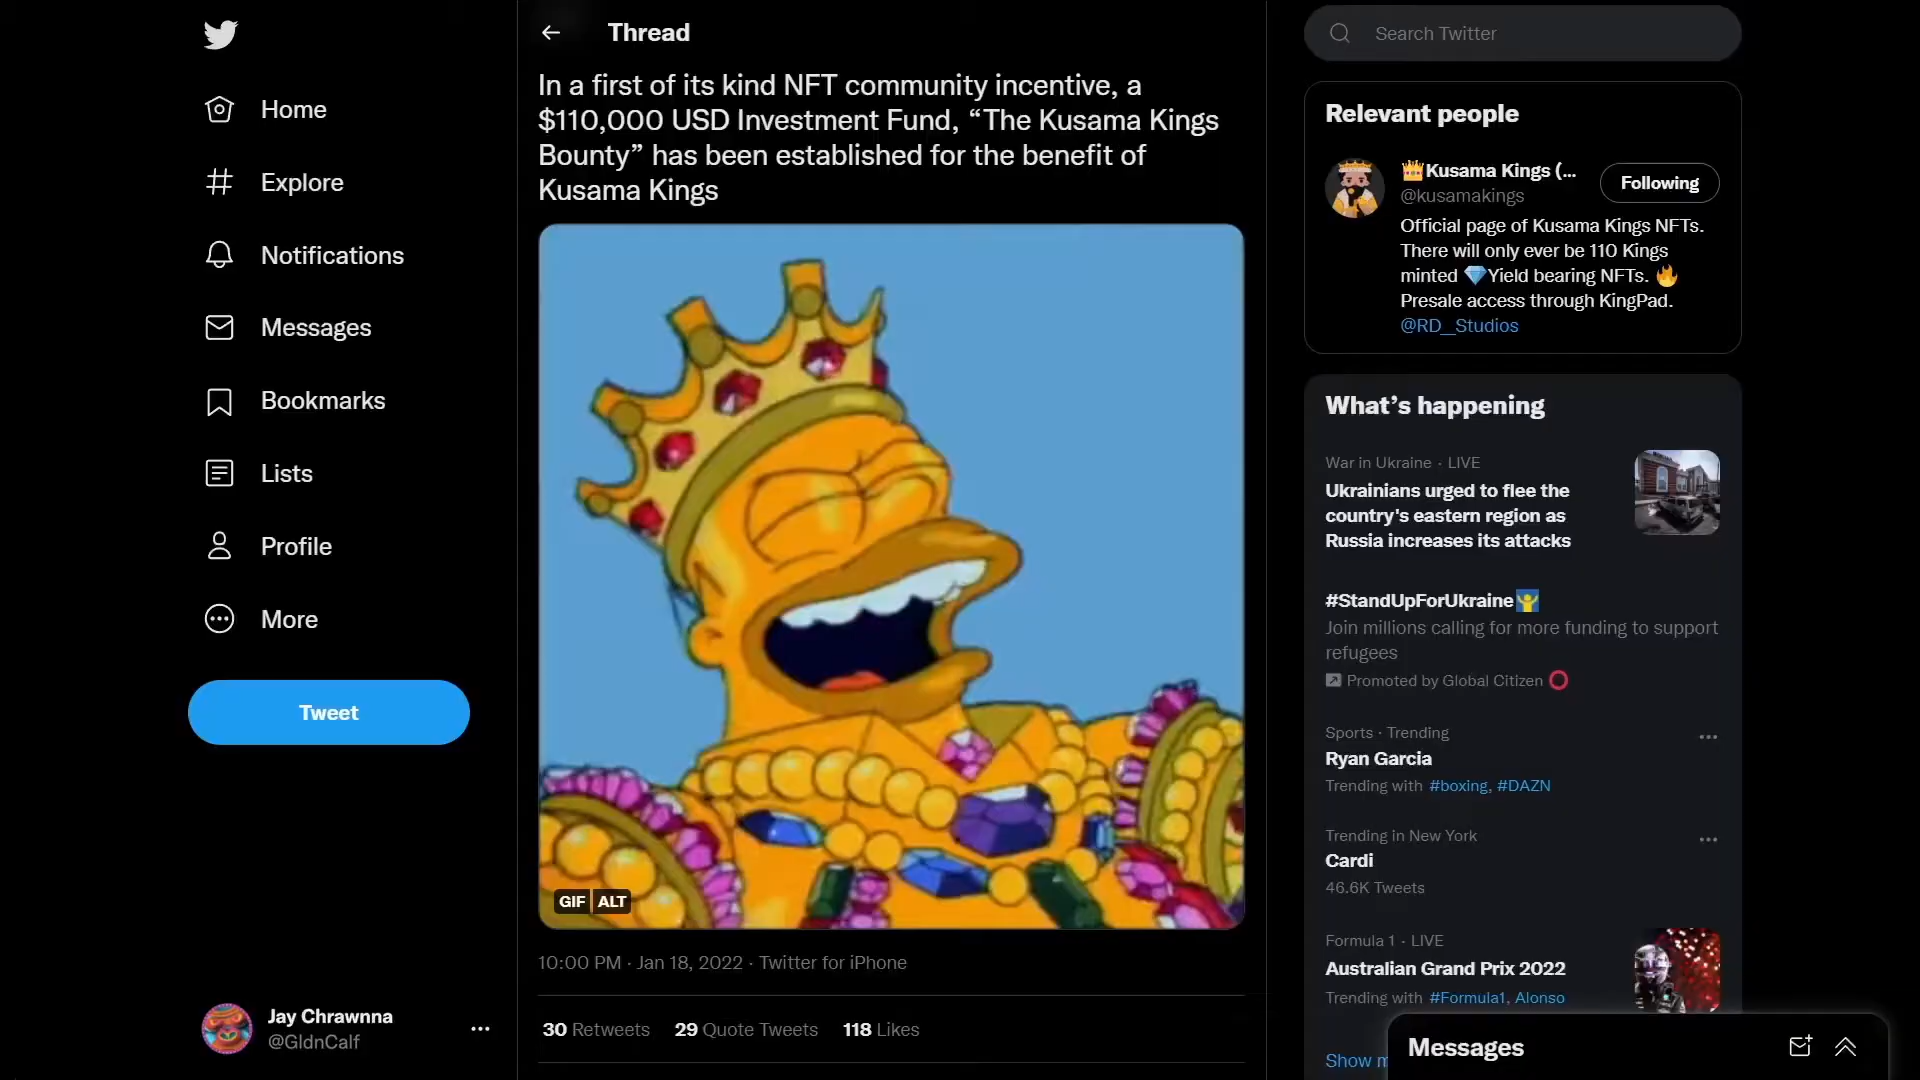 Home
Explore
Notifications
Messages
Bookmarks
Lists
Profile
More
Tweet
Jay Chrawnna
@GldnCalf
Thread
In a first of its kind NFT community incentive, a
$110,000 USD Investment Fund, “The Kusama Kings
Bounty” has been established for the benefit of
Kusama Kings
GIF ALT
10:00 PM · Jan 18, 2022 · Twitter for iPhone
30 Retweets 29 Quote Tweets 118 Likes
Search Twitter
Relevant people
👑Kusama Kings (...
@kusamakings
Following
Official page of Kusama Kings NFTs.
There will only ever be 110 Kings
minted 💎Yield bearing NFTs. 🔥
Presale access through KingPad.
@RD__Studios
What’s happening
War in Ukraine · LIVE
Ukrainians urged to flee the
country's eastern region as
Russia increases its attacks
#StandUpForUkraine
Join millions calling for more funding to support
refugees
Promoted by Global Citizen ⭕
Sports · Trending
Ryan Garcia
Trending with #boxing, #DAZN
Trending in New York
Cardi
46.6K Tweets
Formula 1 · LIVE
Australian Grand Prix 2022
Trending with #Formula1, Alonso
Show
Messages